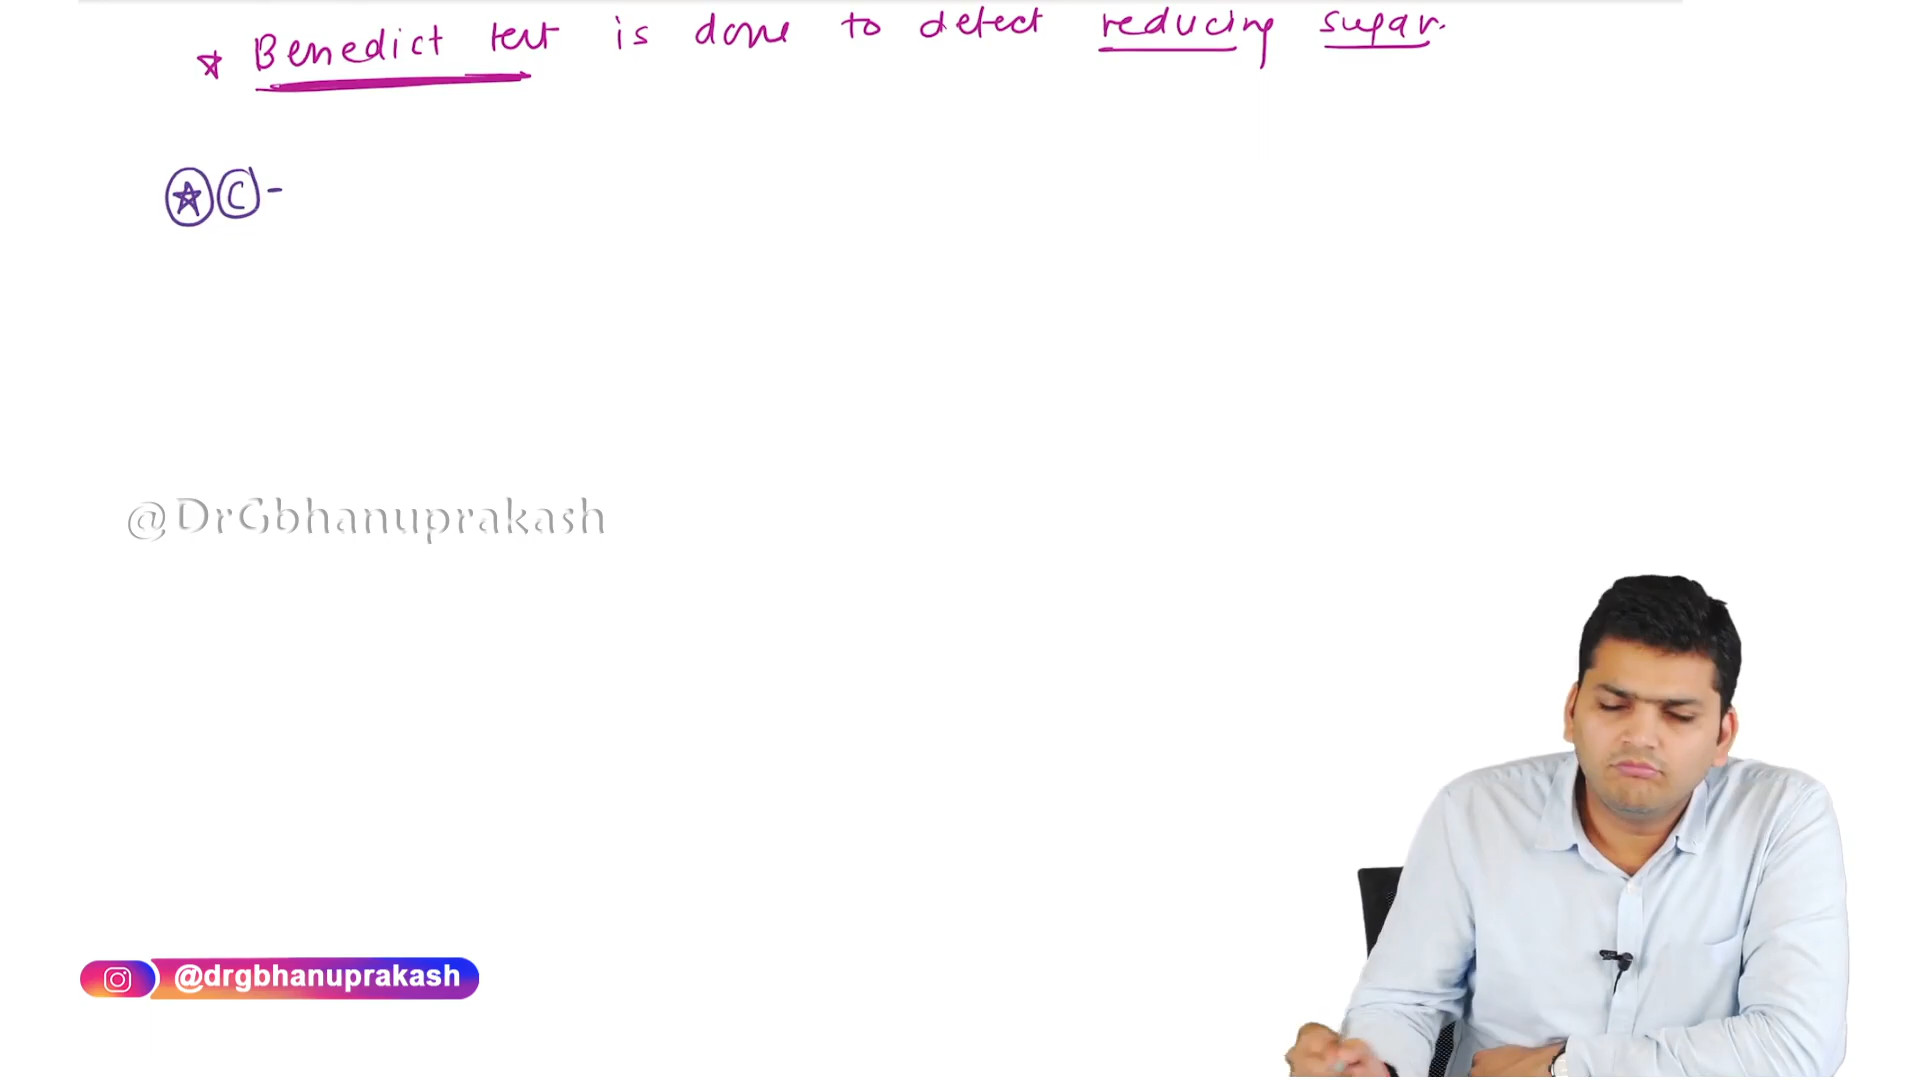 * Benedict test is done to detect reducing sugar.
C -
@DrGbhanuprakash
@drgbhanuprakash